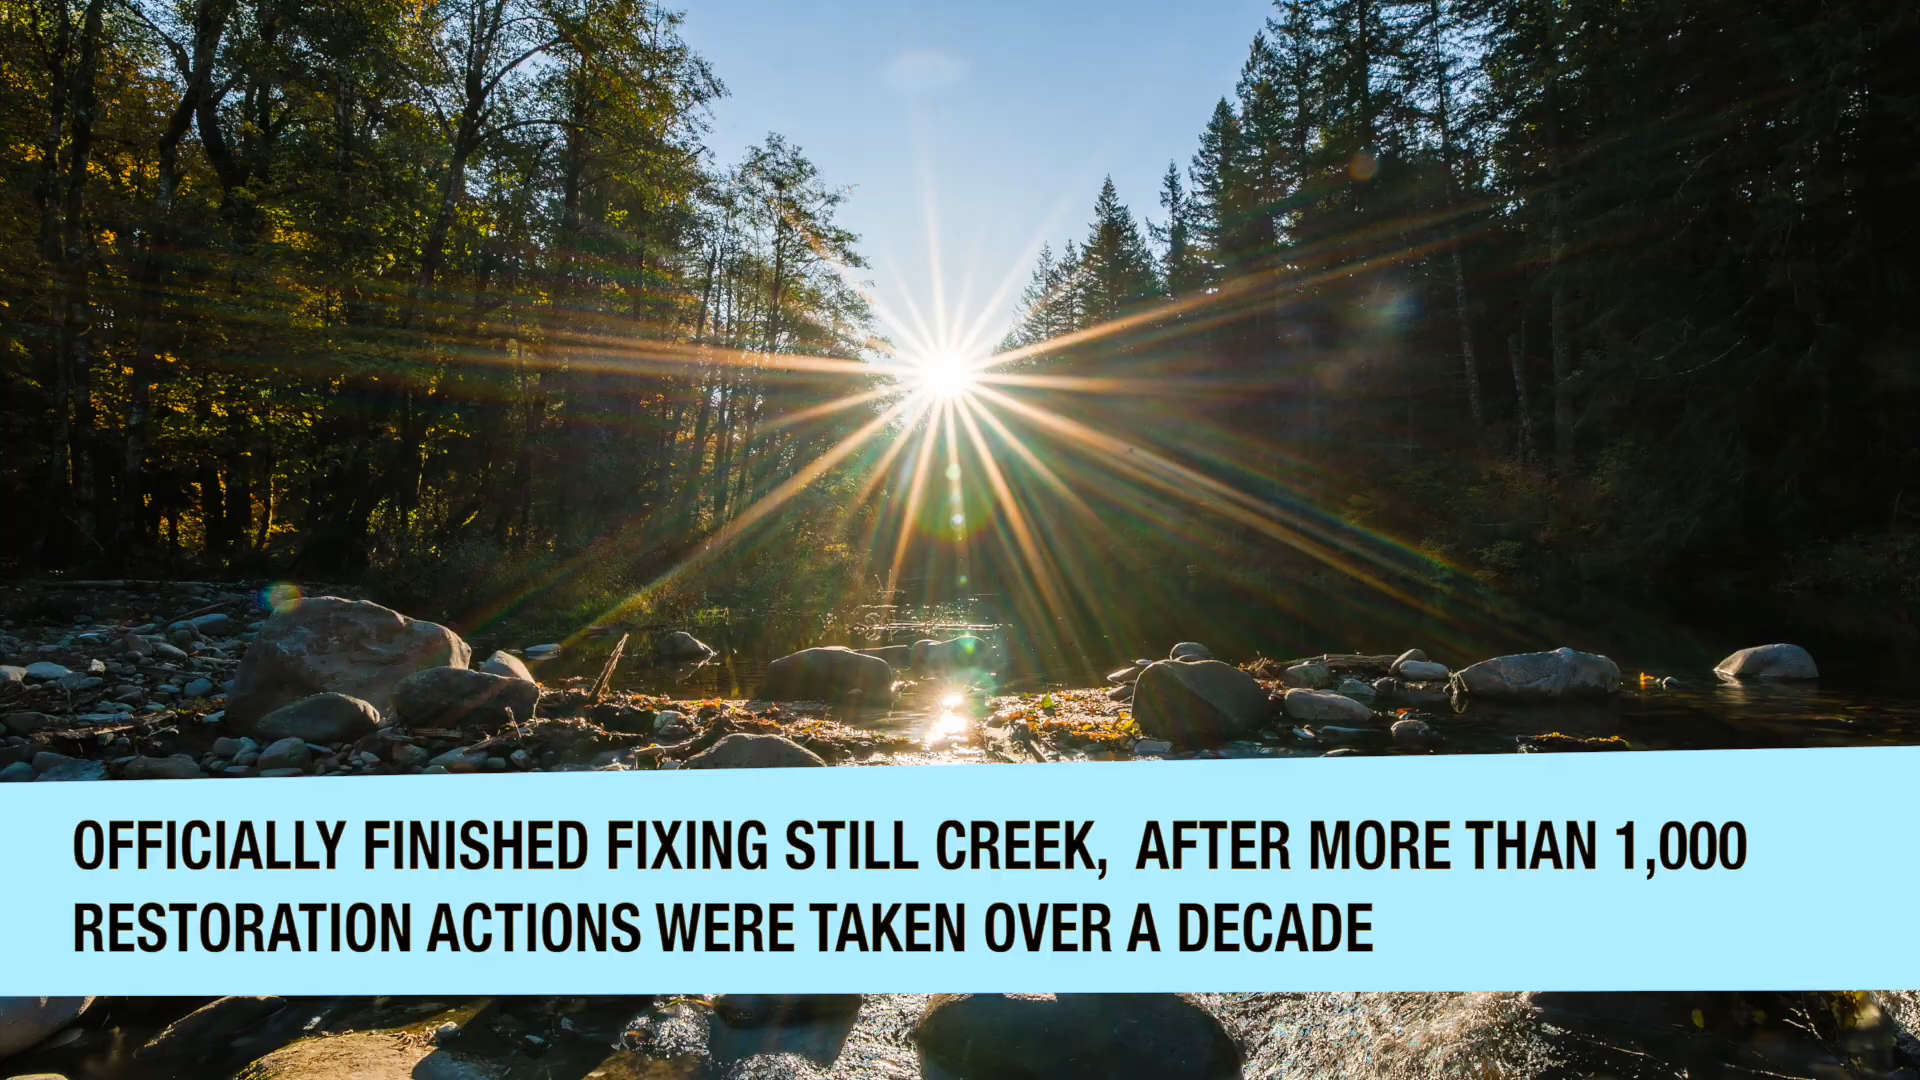 OFFICIALLY FINISHED FIXING STILL CREEK,  AFTER MORE THAN 1,000
RESTORATION ACTIONS WERE TAKEN OVER A DECADE